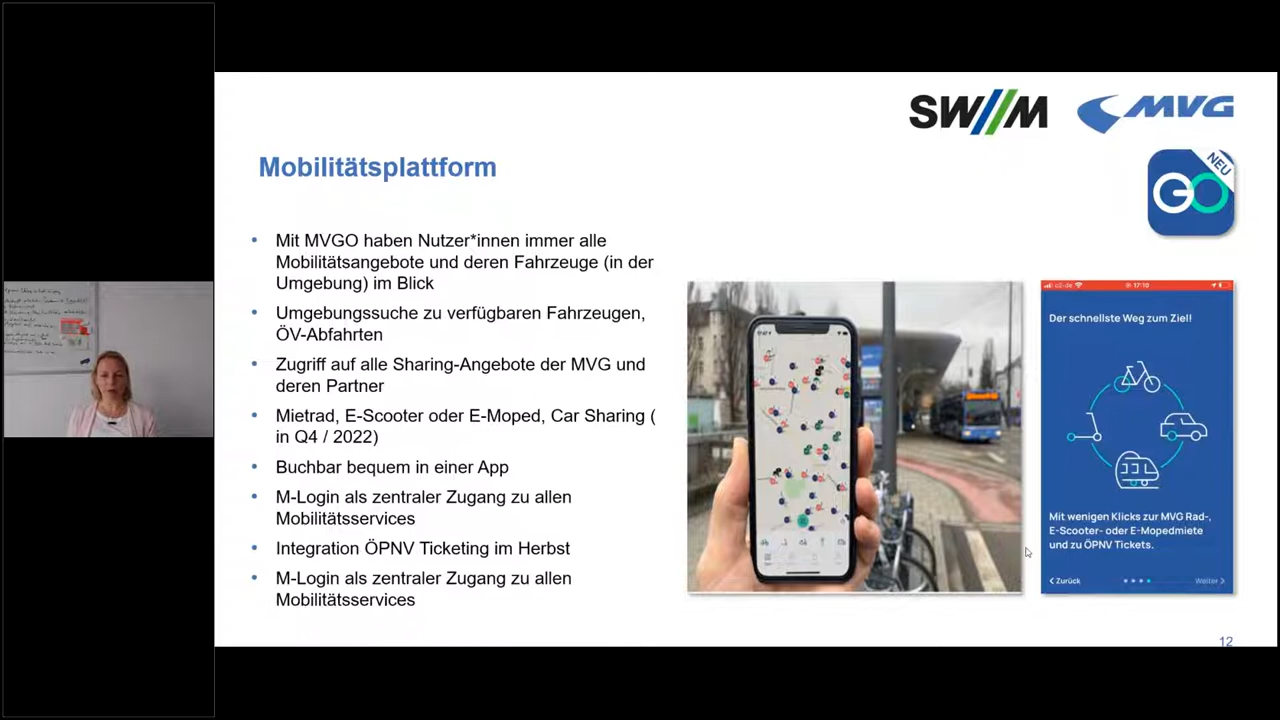 SW//M
MVG
Mobilitätsplattform
NEU
GO
• Mit MVGO haben Nutzer*innen immer alle
Mobilitätsangebote und deren Fahrzeuge (in der
Umgebung) im Blick
• Umgebungssuche zu verfügbaren Fahrzeugen,
ÖV-Abfahrten
• Zugriff auf alle Sharing-Angebote der MVG und
deren Partner
• Mietrad, E-Scooter oder E-Moped, Car Sharing (
in Q4 / 2022)
• Buchbar bequem in einer App
• M-Login als zentraler Zugang zu allen
Mobilitätsservices
• Integration ÖPNV Ticketing im Herbst
• M-Login als zentraler Zugang zu allen
Mobilitätsservices
o2-de
17:10
Der schnellste Weg zum Ziel!
Mit wenigen Klicks zur MVG Rad-,
E-Scooter- oder E-Mopedmiete
und zu ÖPNV Tickets.
Zurück
Weiter
12